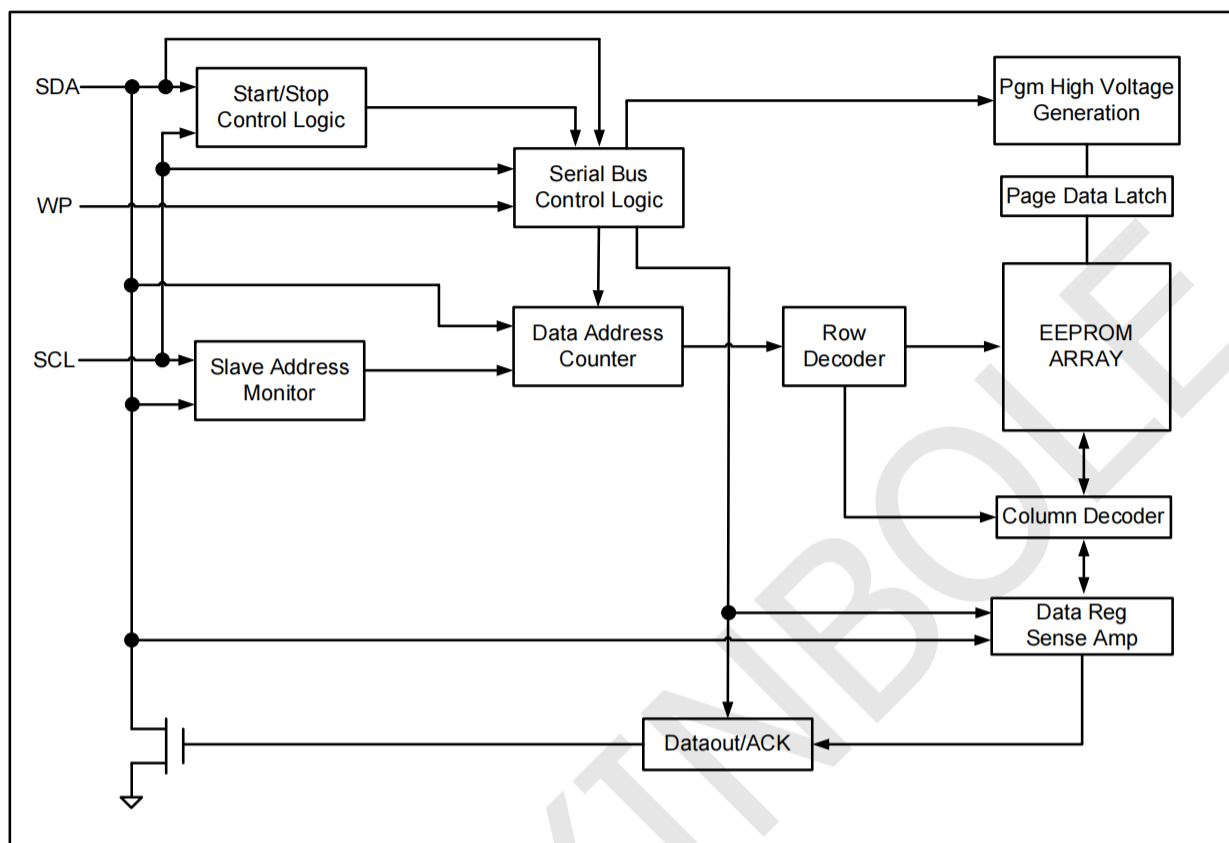 SDA
Start/Stop
Control Logic
Pgm High Voltage
Generation
Serial Bus
Control Logic
WP
Page Data Latch
Data Address
Counter
Row
Decoder
EEPROM
ARRAY
SCL
Slave Address
Monitor
Column Decoder
Data Reg
Sense Amp
Dataout/ACK